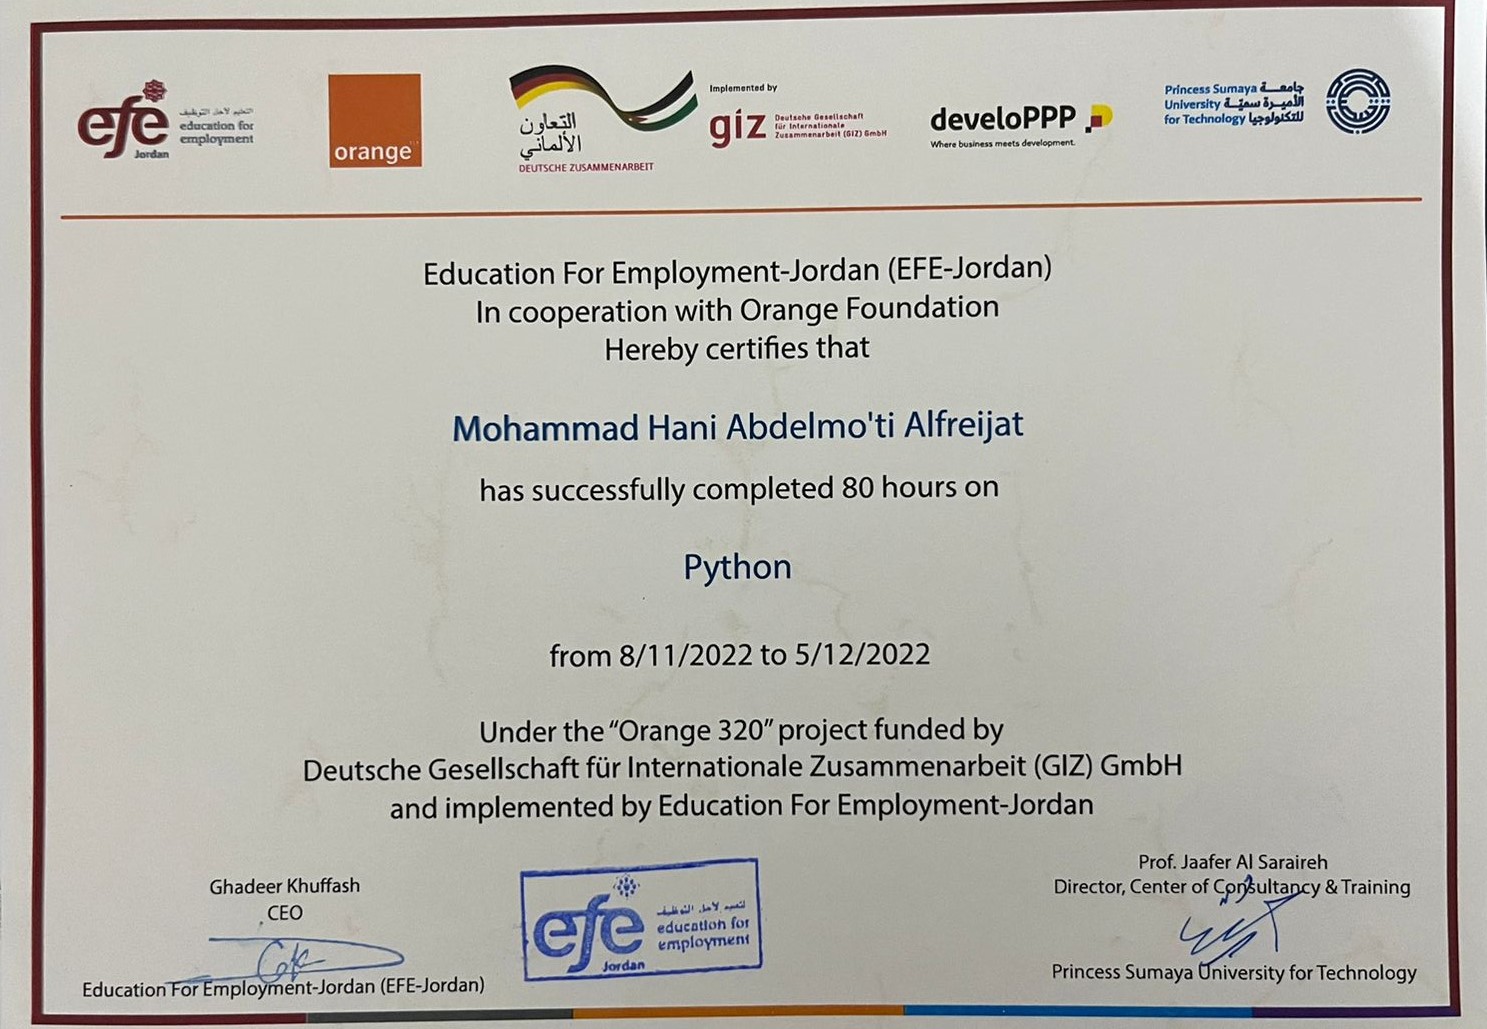 efe
Jordan
التعليم لأجل التوظيف
education for
employment
orange
التعاون
الألماني
DEUTSCHE ZUSAMMENARBEIT
Implemented by
giz
Deutsche Gesellschaft
für Internationale
Zusammenarbeit (GIZ) GmbH
develoPPP
Where business meets development.
Princess Sumaya جامعة
University الأميرة سميّة
for Technology للتكنولوجيا
Education For Employment-Jordan (EFE-Jordan)
In cooperation with Orange Foundation
Hereby certifies that
Mohammad Hani Abdelmo'ti Alfreijat
has successfully completed 80 hours on
Python
from 8/11/2022 to 5/12/2022
Under the “Orange 320” project funded by
Deutsche Gesellschaft für Internationale Zusammenarbeit (GIZ) GmbH
and implemented by Education For Employment-Jordan
Ghadeer Khuffash
CEO
Education For Employment-Jordan (EFE-Jordan)
efe
Jordan
التعليم لأجل التوظيف
education for
employment
Prof. Jaafer Al Saraireh
Director, Center of Consultancy & Training
Princess Sumaya University for Technology